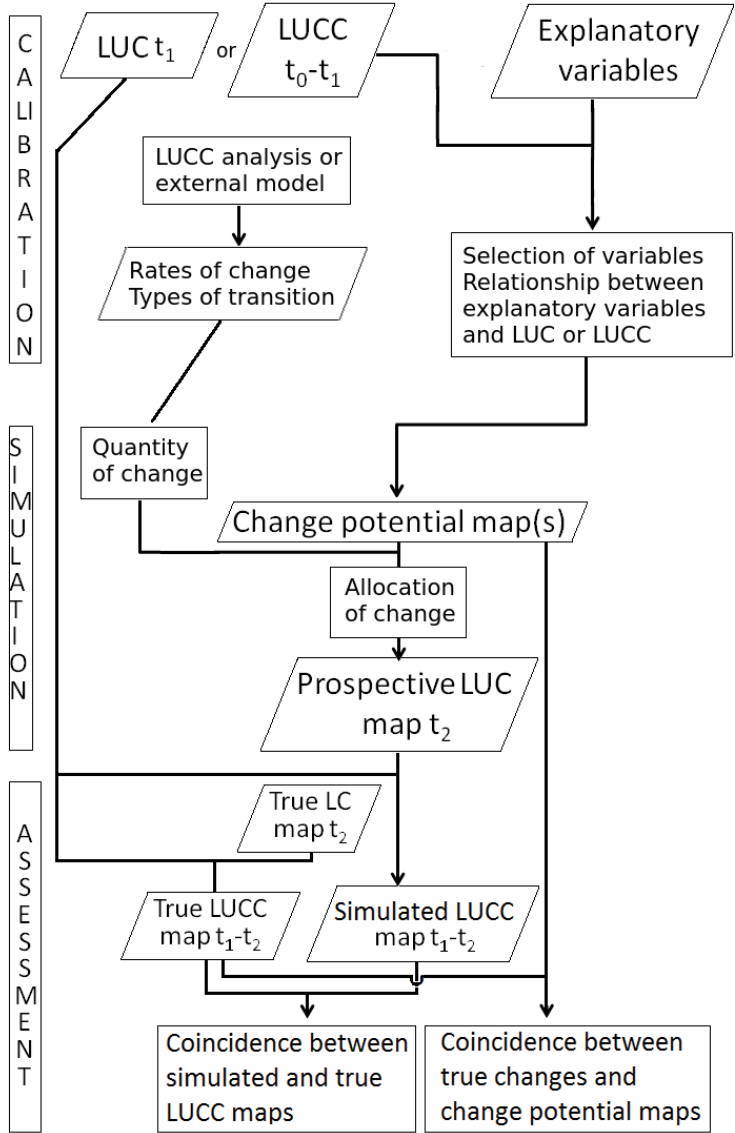 CALIBRATION
LUC t₁
or
LUCC
t₀-t₁
Explanatory
variables
LUCC analysis or
external model
Rates of change
Types of transition
Selection of variables
Relationship between
explanatory variables
and LUC or LUCC
SIMULATION
Quantity
of change
Change potential map(s)
Allocation
of change
Prospective LUC
map t₂
ASSESSMENT
True LC
map t₂
True LUCC
map t₁-t₂
Simulated LUCC
map t₁-t₂
Coincidence between
simulated and true
LUCC maps
Coincidence between
true changes and
change potential maps